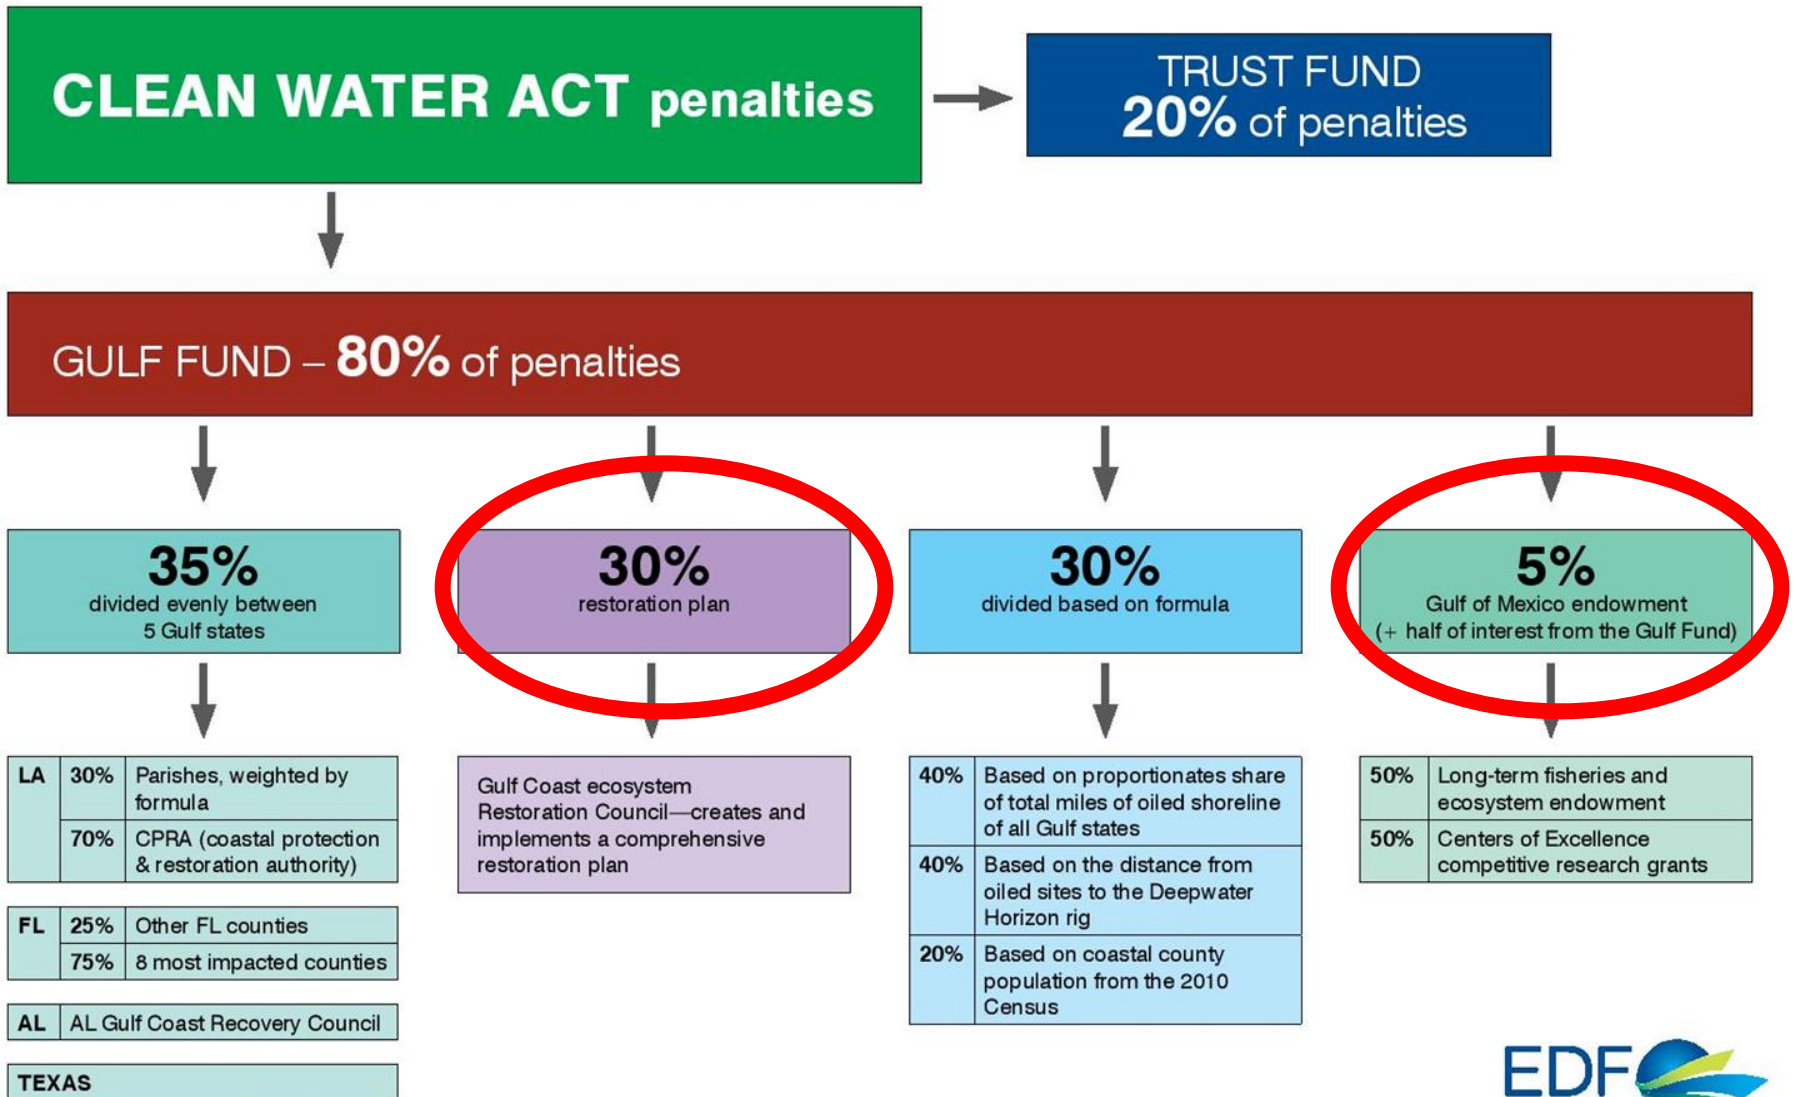 CLEAN WATER ACT penalties
TRUST FUND
20% of penalties
GULF FUND – 80% of penalties
35%
divided evenly between
5 Gulf states
30%
restoration plan
30%
divided based on formula
5%
Gulf of Mexico endowment
(+ half of interest from the Gulf Fund)
LA 30% Parishes, weighted by
formula
70% CPRA (coastal protection
& restoration authority)
FL 25% Other FL counties
75% 8 most impacted counties
AL AL Gulf Coast Recovery Council
TEXAS
Gulf Coast ecosystem
Restoration Council—creates and
implements a comprehensive
restoration plan
40% Based on proportionates share
of total miles of oiled shoreline
of all Gulf states
40% Based on the distance from
oiled sites to the Deepwater
Horizon rig
20% Based on coastal county
population from the 2010
Census
50% Long-term fisheries and
ecosystem endowment
50% Centers of Excellence
competitive research grants
EDF